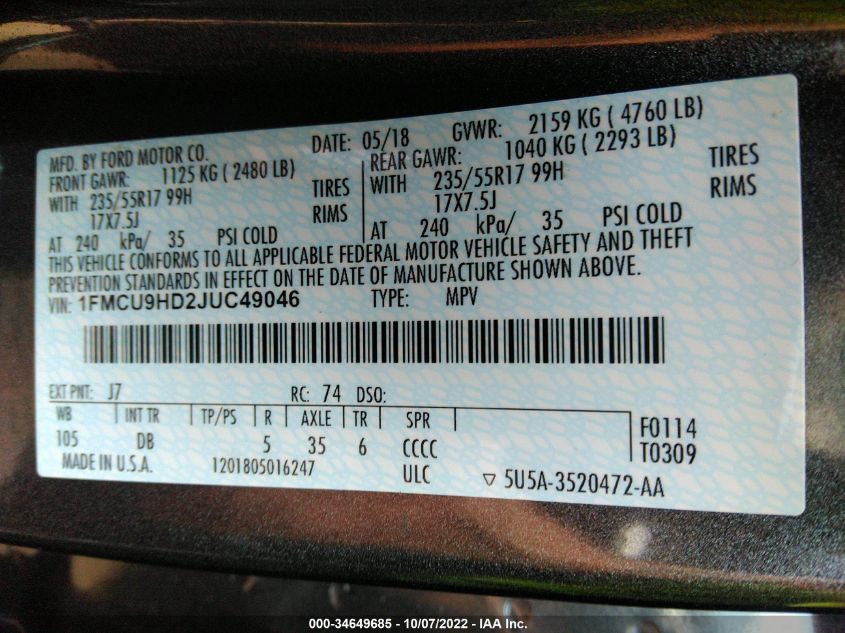 MFD. BY FORD MOTOR CO.
DATE: 05/18 GVWR: 2159 KG ( 4760 LB)
FRONT GAWR: 1125 KG ( 2480 LB)
REAR GAWR: 1040 KG ( 2293 LB)
WITH 235/55R17 99H TIRES
17X7.5J RIMS
AT 240 kPa/ 35 PSI COLD
WITH 235/55R17 99H TIRES
17X7.5J RIMS
AT 240 kPa/ 35 PSI COLD
THIS VEHICLE CONFORMS TO ALL APPLICABLE FEDERAL MOTOR VEHICLE SAFETY AND THEFT
PREVENTION STANDARDS IN EFFECT ON THE DATE OF MANUFACTURE SHOWN ABOVE.
VIN: 1FMCU9HD2JUC49046 TYPE: MPV
EXT PNT: J7 RC: 74 DSO:
WB INT TR TP/PS R AXLE TR SPR
105 DB 5 35 6 CCCC
F0114
T0309
MADE IN U.S.A. 1201805016247 ULC ▽ 5U5A-3520472-AA
000-34649685 - 10/07/2022 - IAA Inc.